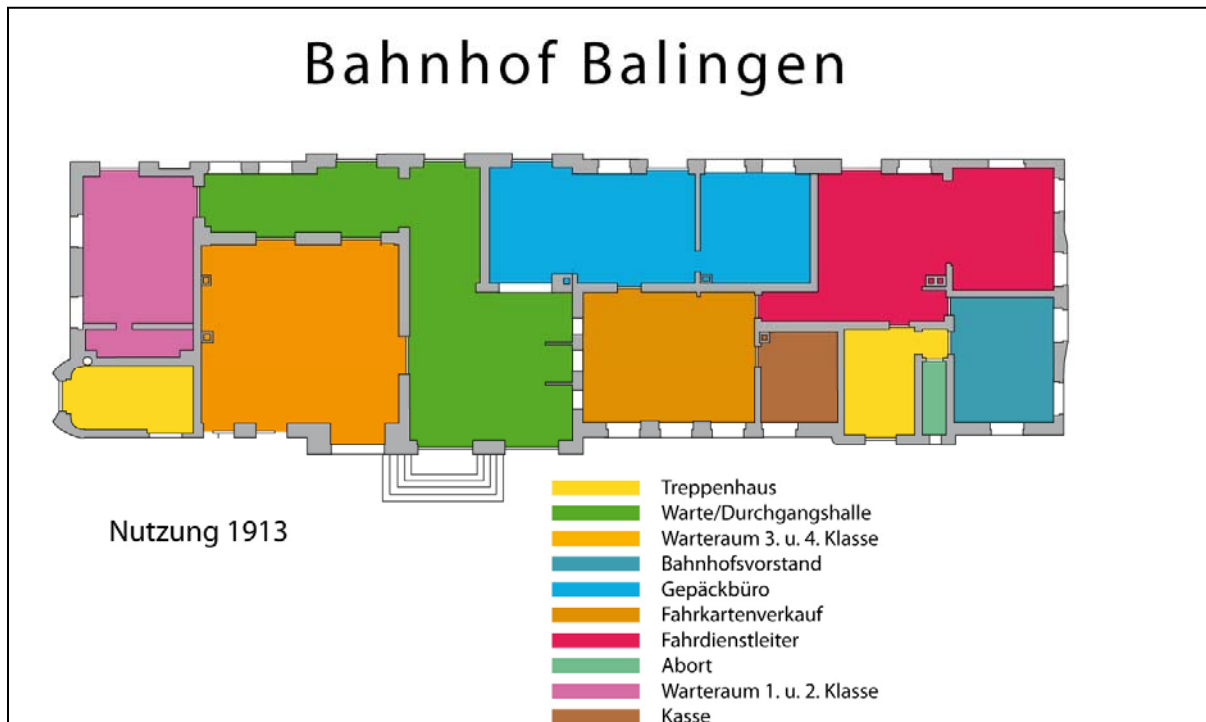 Bahnhof Balingen
Nutzung 1913
Treppenhaus
Warte/Durchgangshalle
Warteraum 3. u. 4. Klasse
Bahnhofsvorstand
Gepäckbüro
Fahrkartenverkauf
Fahrdienstleiter
Abort
Warteraum 1. u. 2. Klasse
Kasse